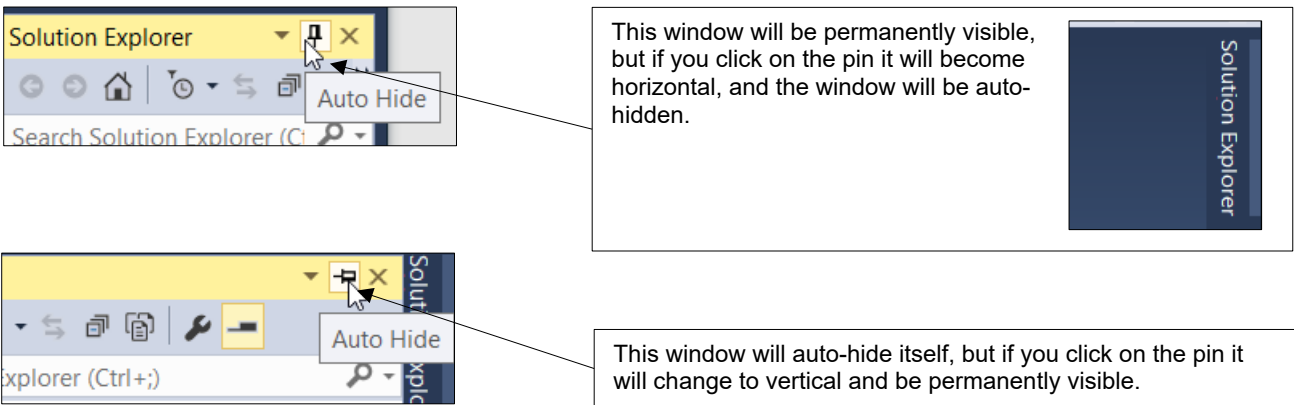 Solution Explorer
Auto Hide
Search Solution Explorer (Ct
This window will be permanently visible,
but if you click on the pin it will become
horizontal, and the window will be auto-
hidden.
Solution Explorer
Solut
Auto Hide
Explorer (Ctrl+;)
Explo
This window will auto-hide itself, but if you click on the pin it
will change to vertical and be permanently visible.